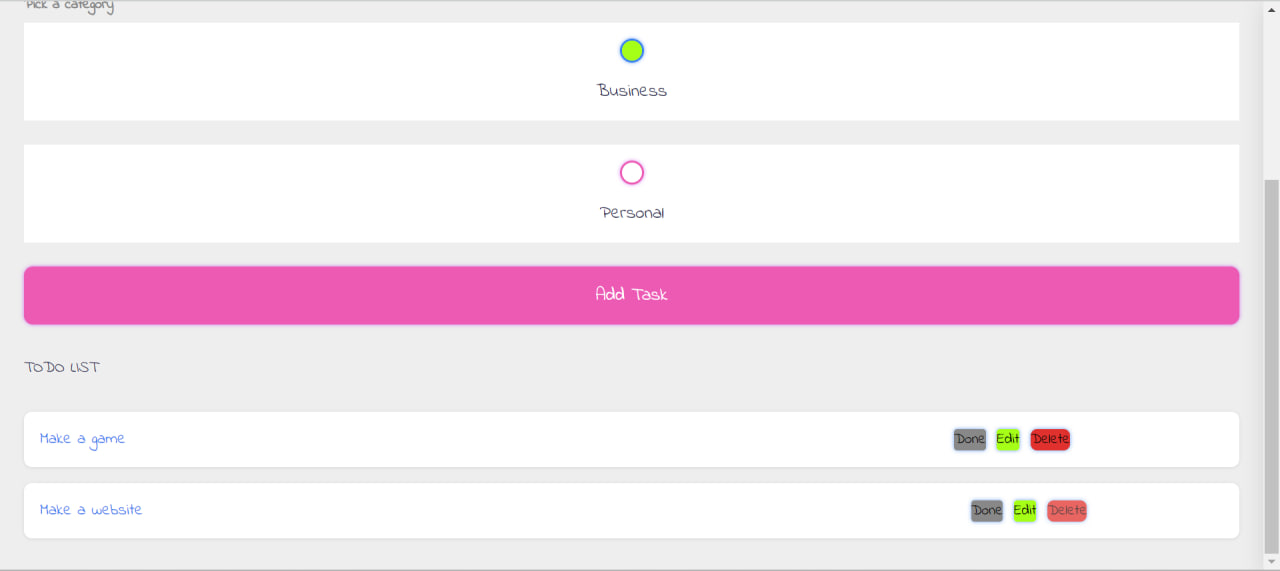 Pick a category
Business
Personal
Add Task
TODO LIST
Make a game Done Edit Delete
Make a website Done Edit Delete